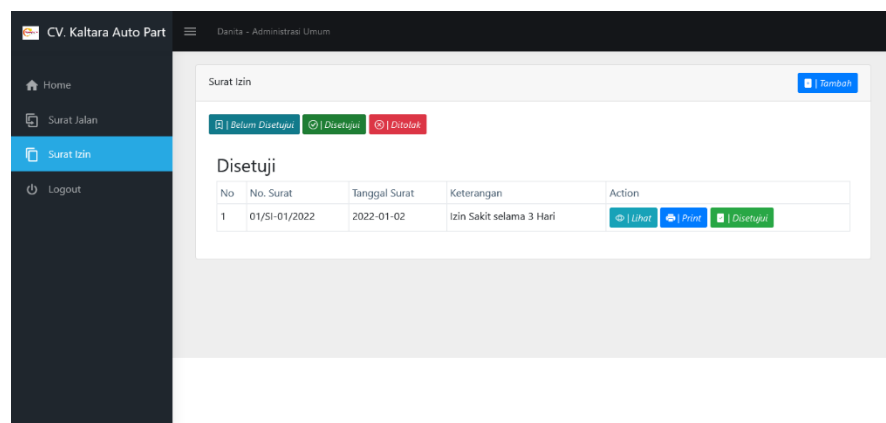 CV. Kaltara Auto Part
Danita - Administrasi Umum
Home
Surat Jalan
Surat Izin
Logout
Surat Izin
| Tambah
| Belum Disetujui
| Disetujui
| Ditolak
Disetuji
No No. Surat Tanggal Surat Keterangan Action
1 01/SI-01/2022 2022-01-02 Izin Sakit selama 3 Hari | Lihat | Print | Disetujui